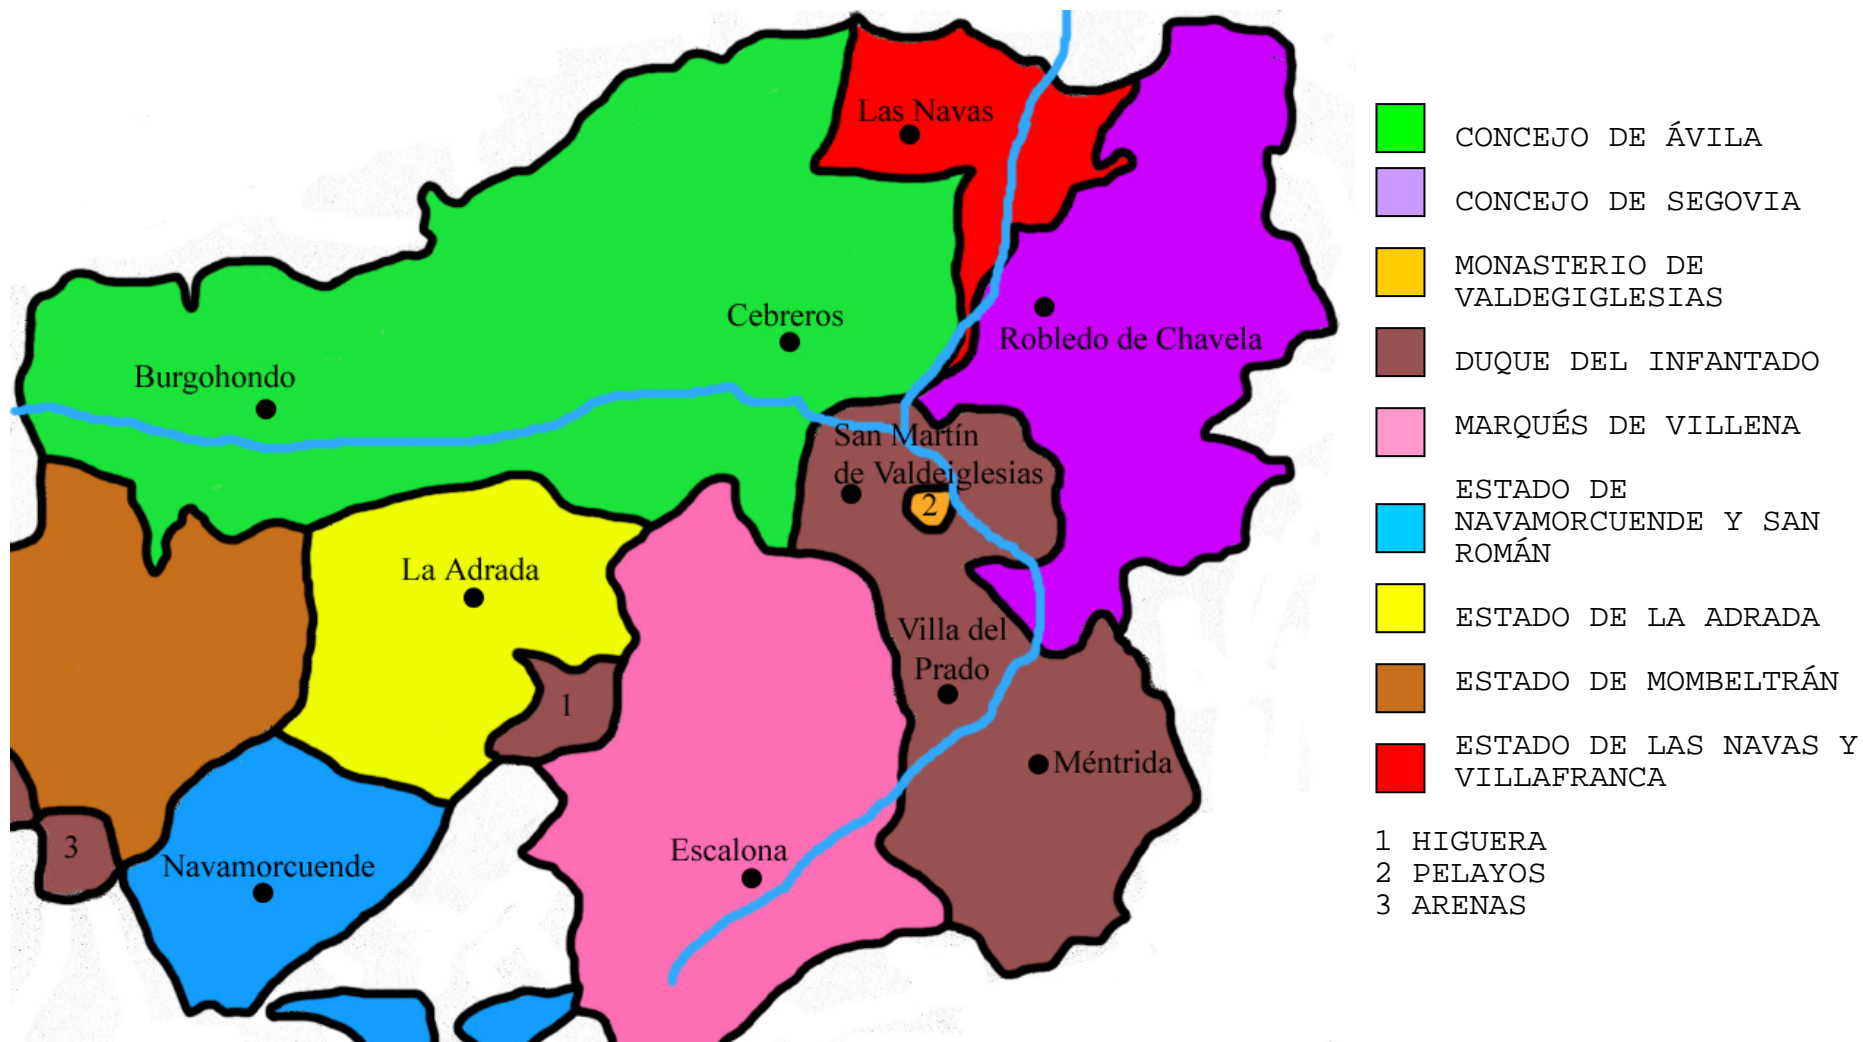 Las Navas
Cebreros
Robledo de Chavela
Burgohondo
San Martín
de Valdeiglesias
2
La Adrada
Villa del
Prado
1
Méntrida
3
Navamorcuende
Escalona
CONCEJO DE ÁVILA
CONCEJO DE SEGOVIA
MONASTERIO DE
VALDEGIGLESIAS
DUQUE DEL INFANTADO
MARQUÉS DE VILLENA
ESTADO DE
NAVAMORCUENDE Y SAN
ROMÁN
ESTADO DE LA ADRADA
ESTADO DE MOMBELTRÁN
ESTADO DE LAS NAVAS Y
VILLAFRANCA
1 HIGUERA
2 PELAYOS
3 ARENAS